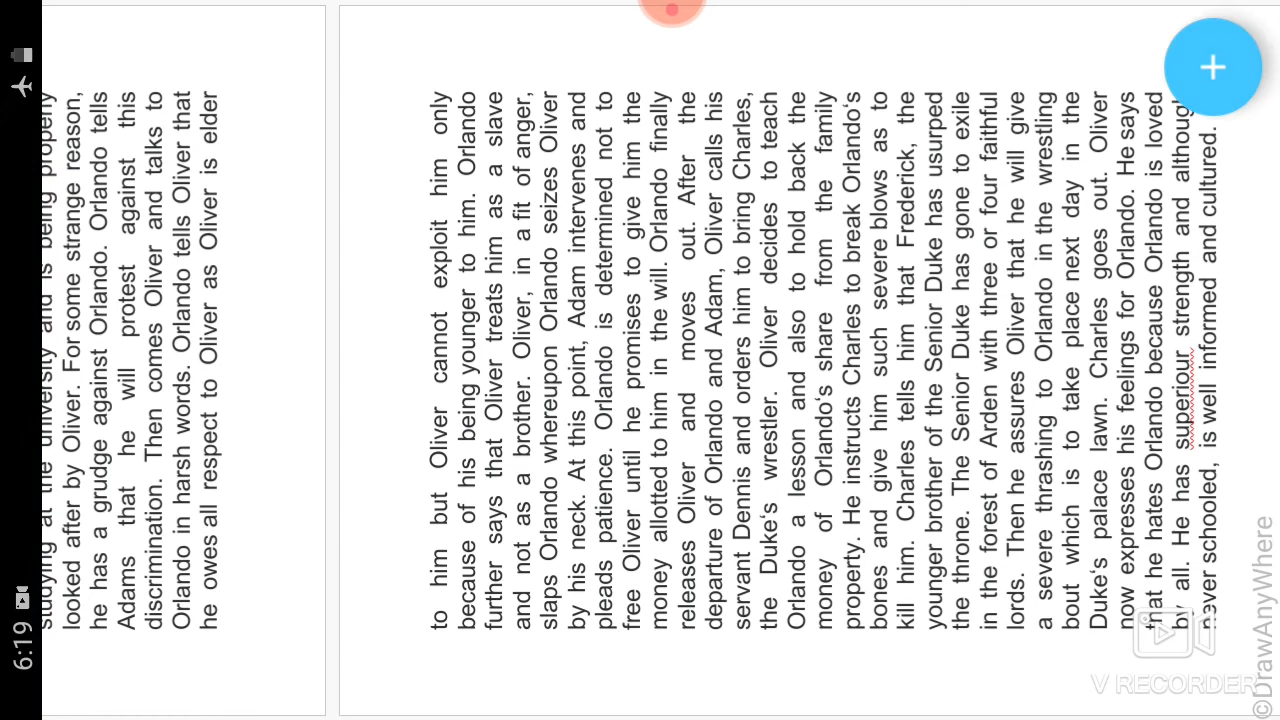 6:19
studying at the university and is being properly
looked after by Oliver. For some strange reason,
he has a grudge against Orlando. Orlando tells
Adams that he will protest against this
discrimination. Then comes Oliver and talks to
Orlando in harsh words. Orlando tells Oliver that
he owes all respect to Oliver as Oliver is elder
to him but Oliver cannot exploit him only
because of his being younger to him. Orlando
further says that Oliver treats him as a slave
and not as a brother. Oliver, in a fit of anger,
slaps Orlando whereupon Orlando seizes Oliver
by his neck. At this point, Adam intervenes and
pleads patience. Orlando is determined not to
free Oliver until he promises to give him the
money allotted to him in the will. Orlando finally
releases Oliver and moves out. After the
departure of Orlando and Adam, Oliver calls his
servant Dennis and orders him to bring Charles,
the Duke‘s wrestler. Oliver decides to teach
Orlando a lesson and also to hold back the
money of Orlando‘s share from the family
property. He instructs Charles to break Orlando‘s
bones and give him such severe blows as to
kill him. Charles tells him that Frederick, the
younger brother of the Senior Duke has usurped
the throne. The Senior Duke has gone to exile
in the forest of Arden with three or four faithful
lords. Then he assures Oliver that he will give
a severe thrashing to Orlando in the wrestling
bout which is to take place next day in the
Duke‘s palace lawn. Charles goes out. Oliver
now expresses his feelings for Orlando. He says
that he hates Orlando because Orlando is loved
by all. He has superiour strength and although
never schooled, is well informed and cultured.
V RECORDER
©DrawAnyWhere